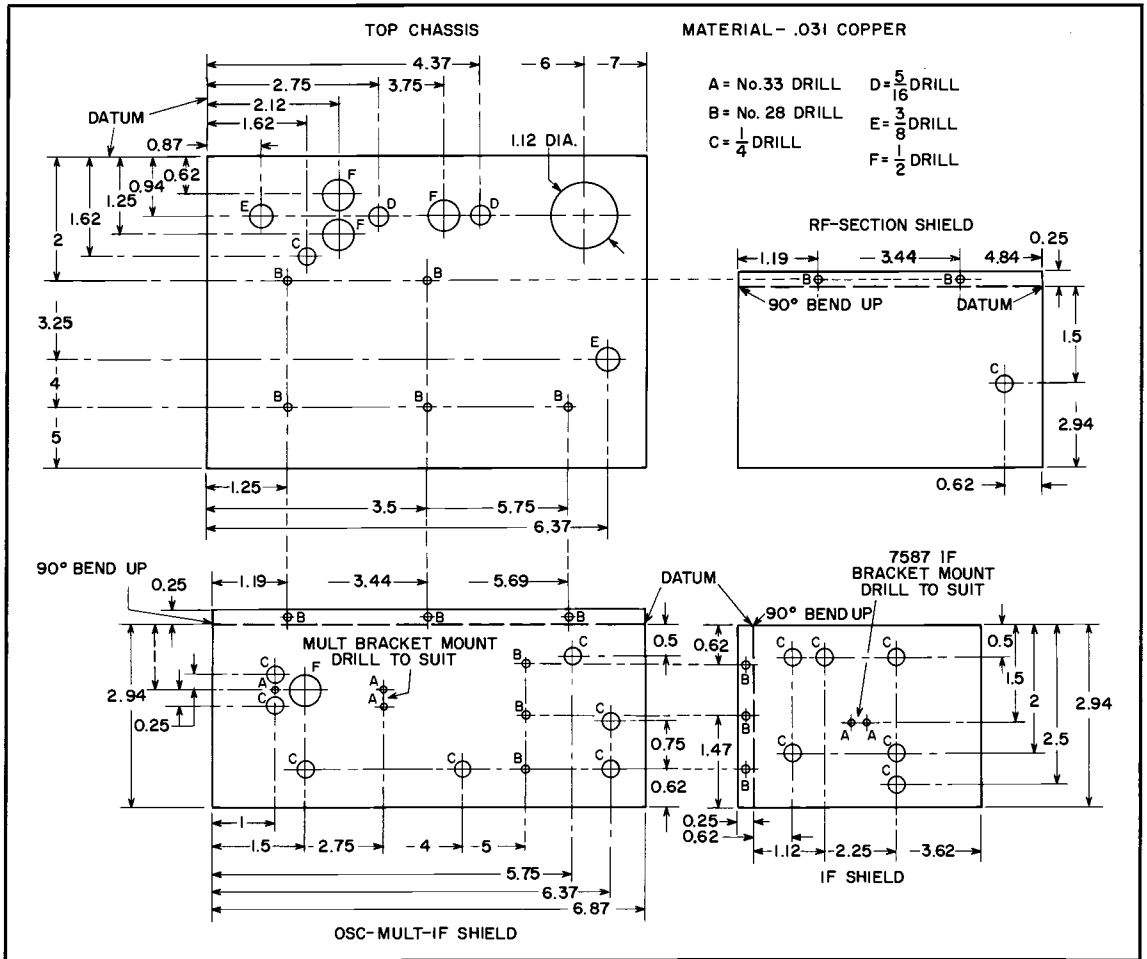 TOP CHASSIS
MATERIAL- .031 COPPER
A = No.33 DRILL
B = No. 28 DRILL
C = 1/4 DRILL
D = 5/16 DRILL
E = 3/8 DRILL
F = 1/2 DRILL
4.37
6
7
2.75
3.75
2.12
1.62
0.87
DATUM
1.12 DIA.
0.62
0.94
1.25
1.62
2
3.25
4
5
F
E
D
F
D
F
C
B
B
E
B
B
B
1.25
3.5
5.75
6.37
RF-SECTION SHIELD
0.25
1.19
3.44
4.84
B
B
90° BEND UP
DATUM
1.5
C
2.94
0.62
90° BEND UP
0.25
1.19
3.44
5.69
DATUM
B
B
B
MULT BRACKET MOUNT
DRILL TO SUIT
0.5
C
F
A
C
A
A
B
C
B
C
B
C
C
C
2.94
0.25
0.75
0.62
1
1.5
2.75
4
5
5.75
6.37
6.87
OSC-MULT-IF SHIELD
7587 IF
BRACKET MOUNT
DRILL TO SUIT
90° BEND UP
0.62
1.47
B
B
B
C
C
C
A
A
C
C
C
0.5
1.5
2
2.5
2.94
0.25
0.62
1.12
2.25
3.62
IF SHIELD